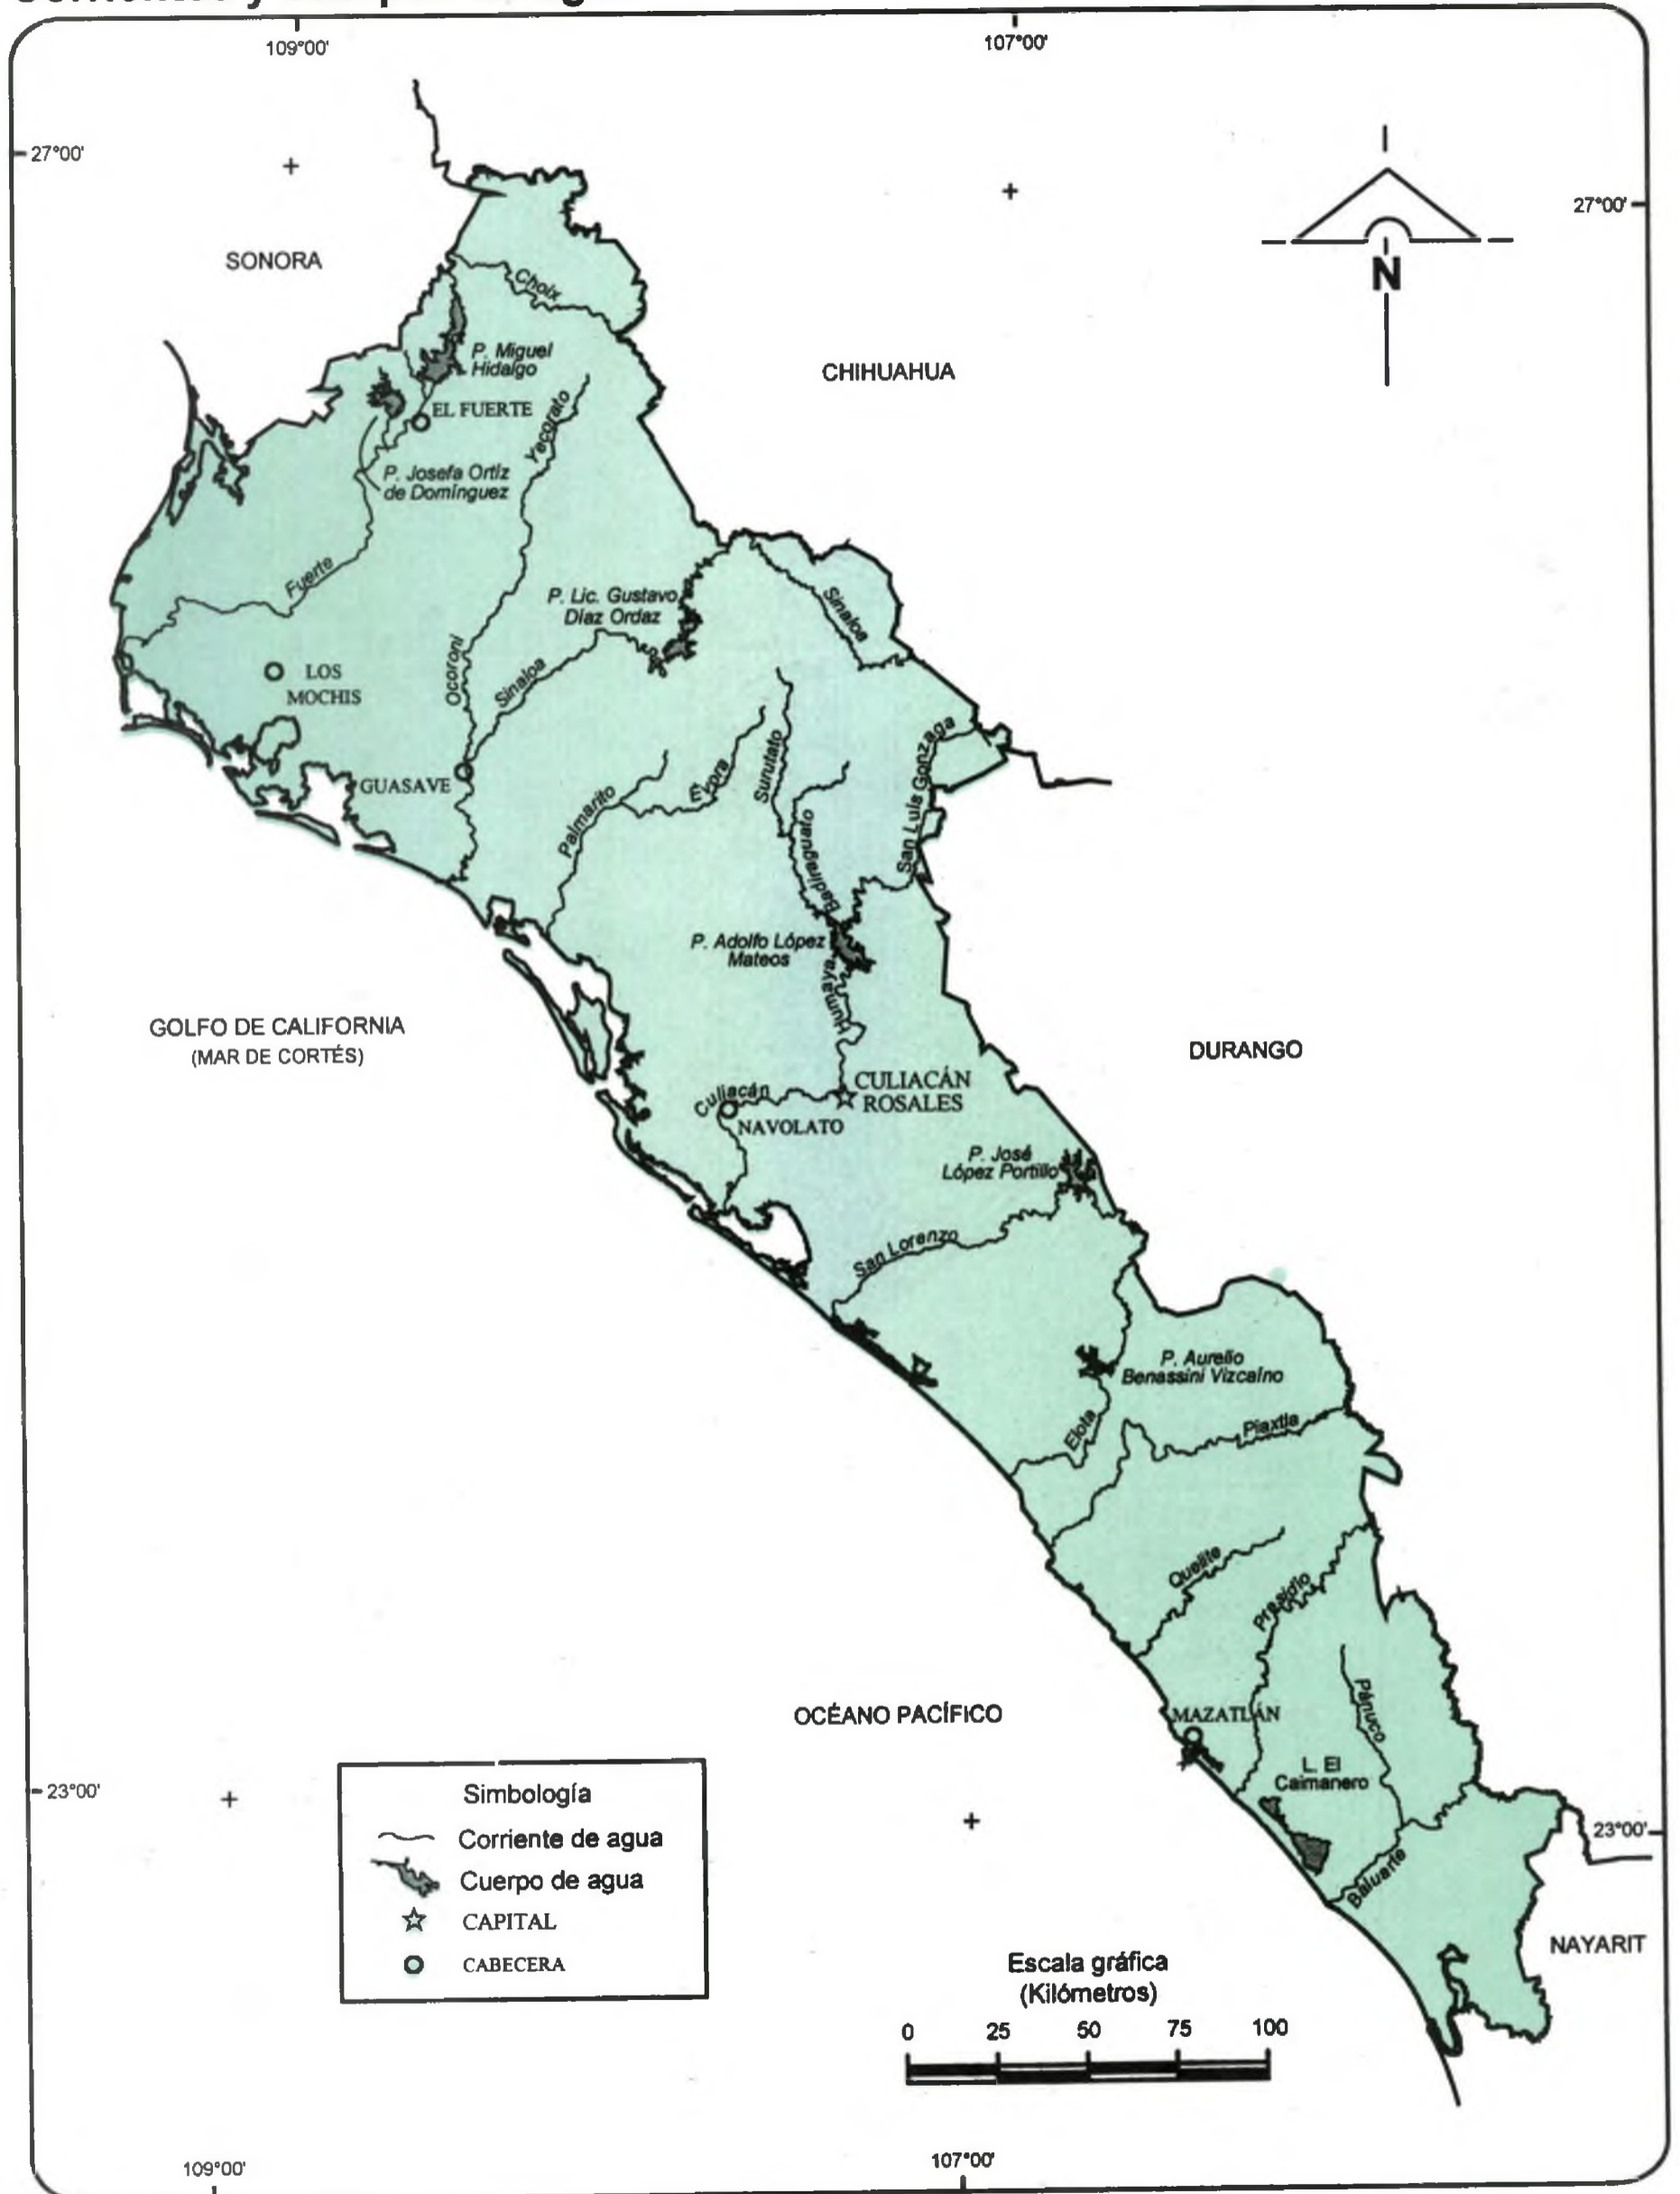 109°00'
107°00'
27°00'
27°00'
SONORA
Choix
CHIHUAHUA
N
P. Miguel
Hidalgo
EL FUERTE
Yecorato
P. Josefa Ortiz
de Domínguez
Fuerte
P. Lic. Gustavo
Díaz Ordaz
Sinaloa
LOS
MOCHIS
Ocoroni
Sinaloa
GUASAVE
Palmarito
Surutato
Badiraguato
San Luis Gonzaga
P. Adolfo López
Mateos
Humaya
GOLFO DE CALIFORNIA
(MAR DE CORTÉS)
DURANGO
Culiacán
CULIACÁN
ROSALES
NAVOLATO
P. José
López Portillo
San Lorenzo
P. Aurelio
Benassini Vizcaíno
Elota
Piaxtla
Quelite
Presidio
OCÉANO PACÍFICO
MAZATLÁN
Pánuco
L. El
Caimanero
Baluarte
23°00'
23°00'
NAYARIT
Simbología
Corriente de agua
Cuerpo de agua
CAPITAL
CABECERA
Escala gráfica
(Kilómetros)
0 25 50 75 100
109°00'
107°00'